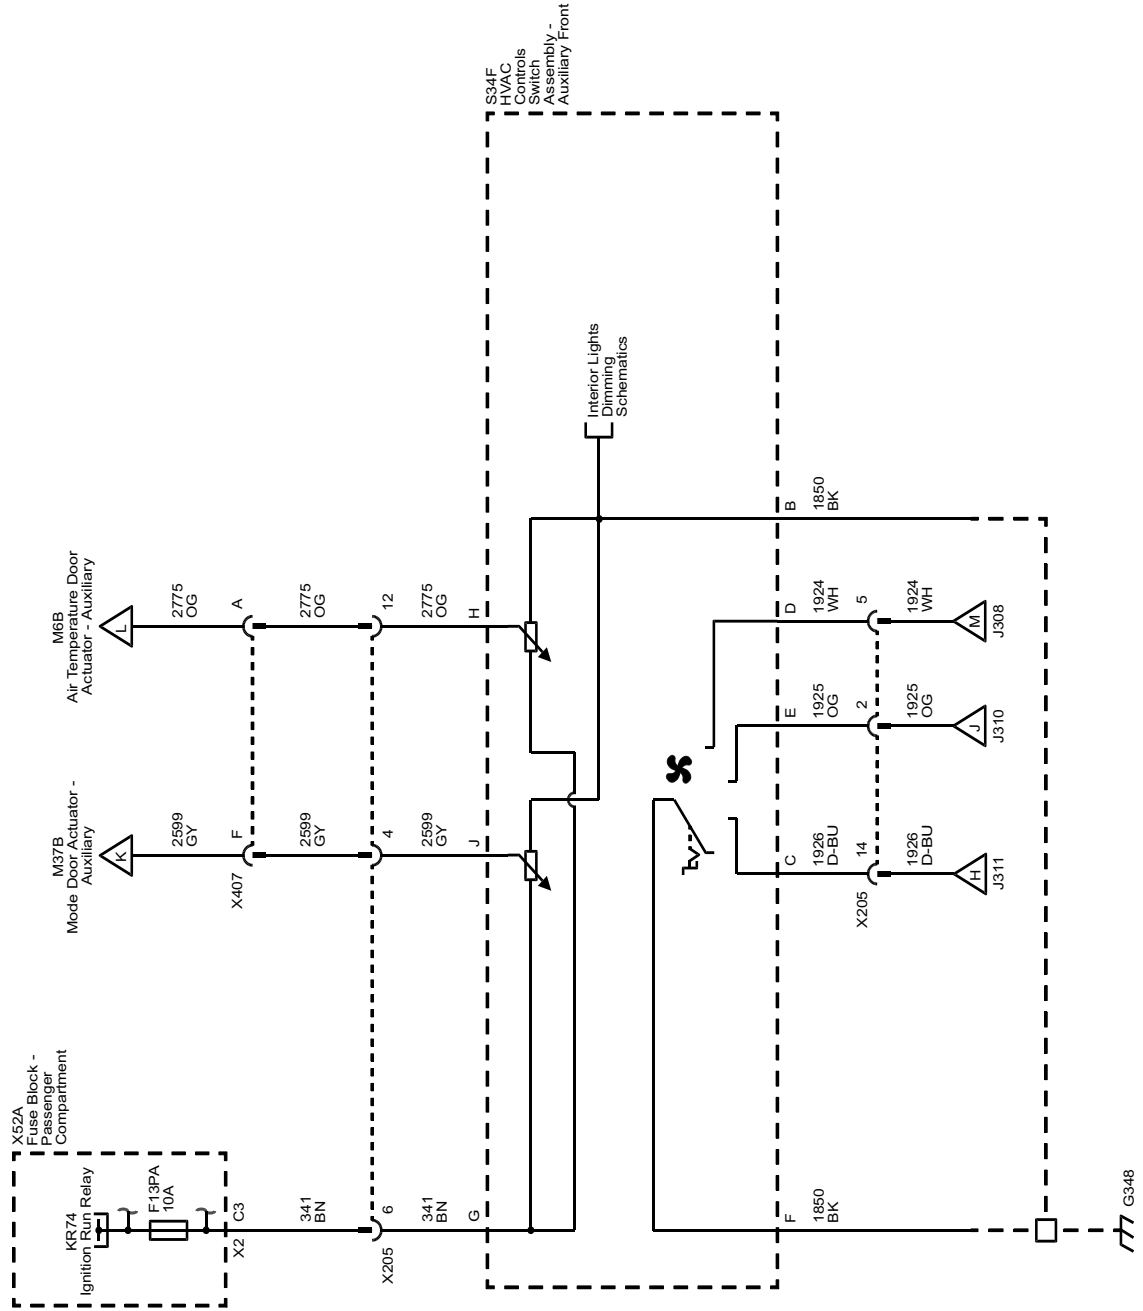 X52A
Fuse Block -
Passenger
Compartment
KR74
Ignition Run Relay
F13PA
10A
X2
C3
341
BN
X205
6
341
BN
G
M37B
Mode Door Actuator -
Auxiliary
K
2599
GY
X407
F
2599
GY
4
2599
GY
J
M6B
Air Temperature Door
Actuator - Auxiliary
L
2775
OG
A
2775
OG
12
2775
OG
H
S34F
HVAC
Controls
Switch
Assembly -
Auxiliary Front
Interior Lights
Dimming
Schematics
F
1850
BK
C
1926
D-BU
X205
14
1926
D-BU
H
J311
E
1925
OG
2
1925
OG
J
J310
D
1924
WH
5
1924
WH
M
J308
B
1850
BK
G348